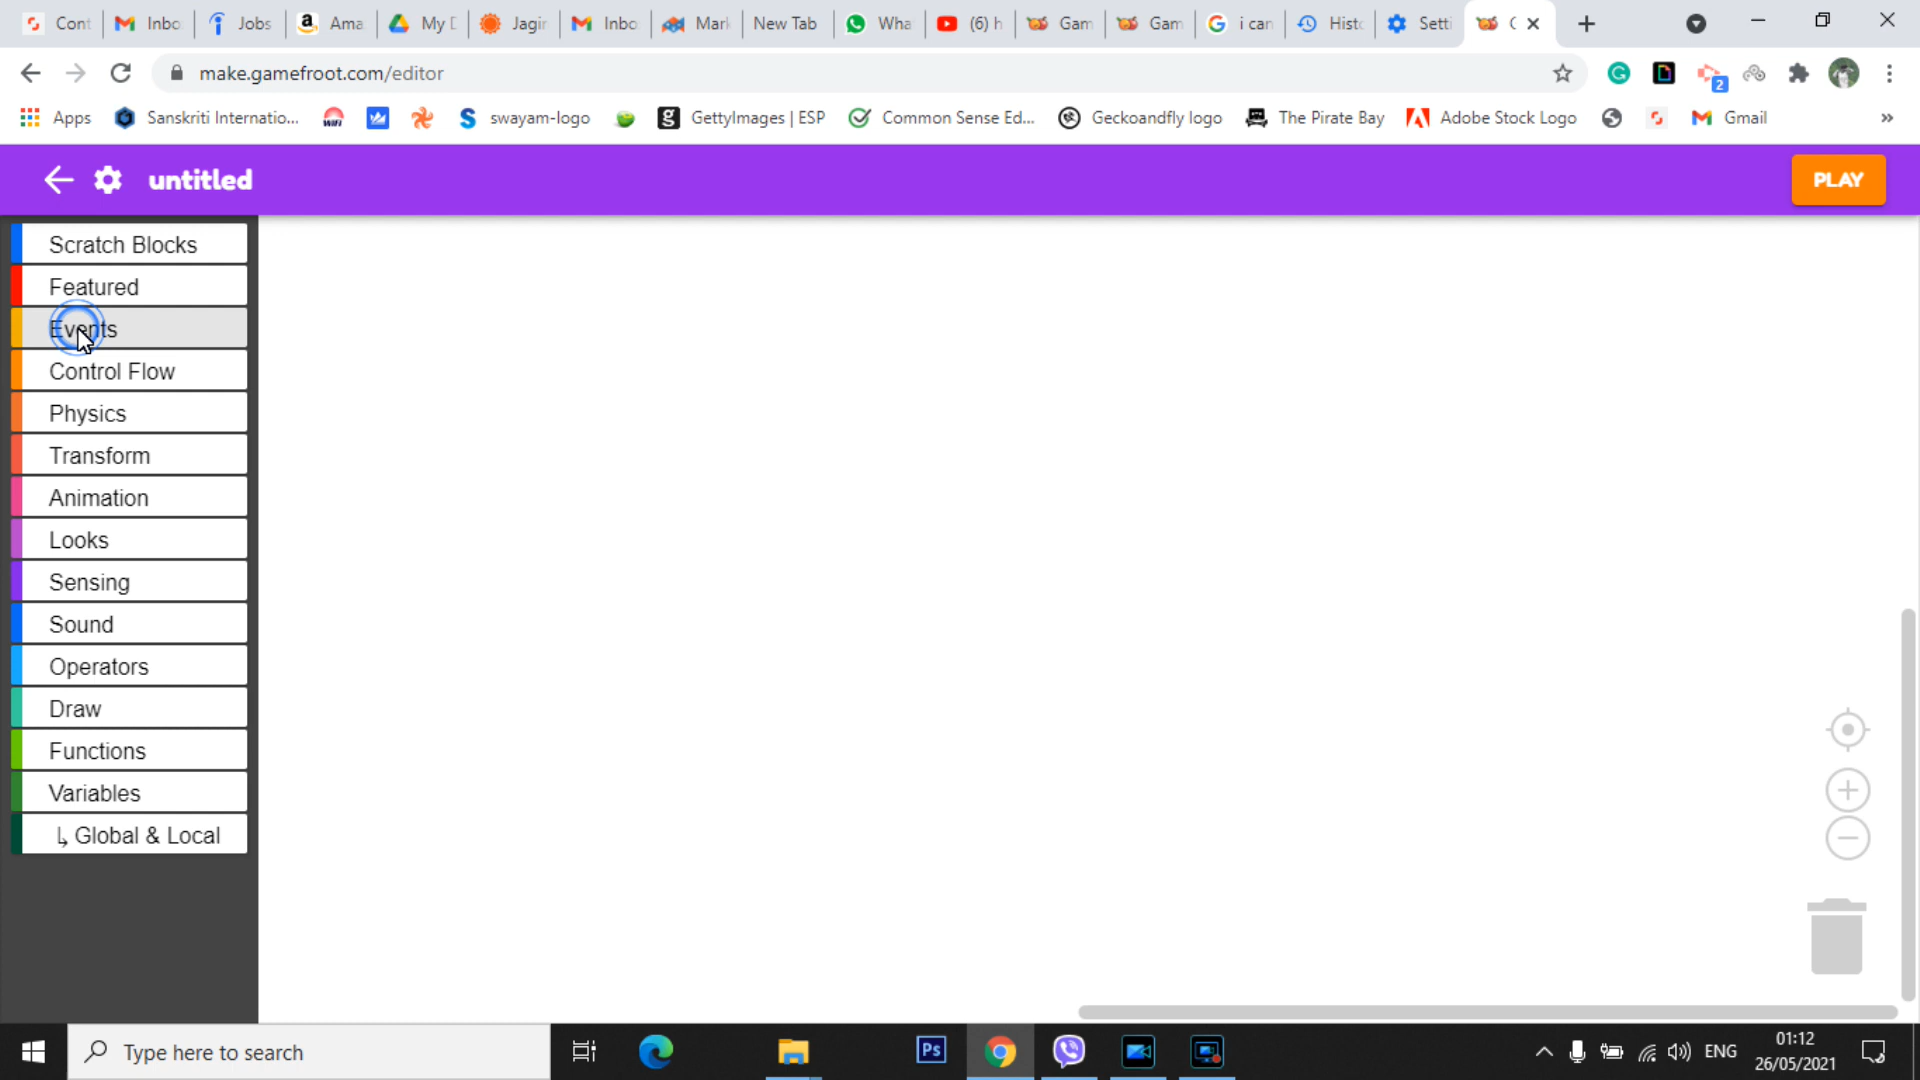 Cont Inbo Jobs Ama My D Jagir Inbo Mark New Tab Wha (6) h Gam Gam i can Histo Setti
make.gamefroot.com/editor
2
Apps Sanskriti Internatio... swayam-logo GettyImages | ESP Common Sense Ed... Geckoandfly logo The Pirate Bay Adobe Stock Logo Gmail »
untitled
PLAY
Scratch Blocks
Featured
Events
Control Flow
Physics
Transform
Animation
Looks
Sensing
Sound
Operators
Draw
Functions
Variables
↳ Global & Local
Type here to search
Ps
ENG
01:12
26/05/2021